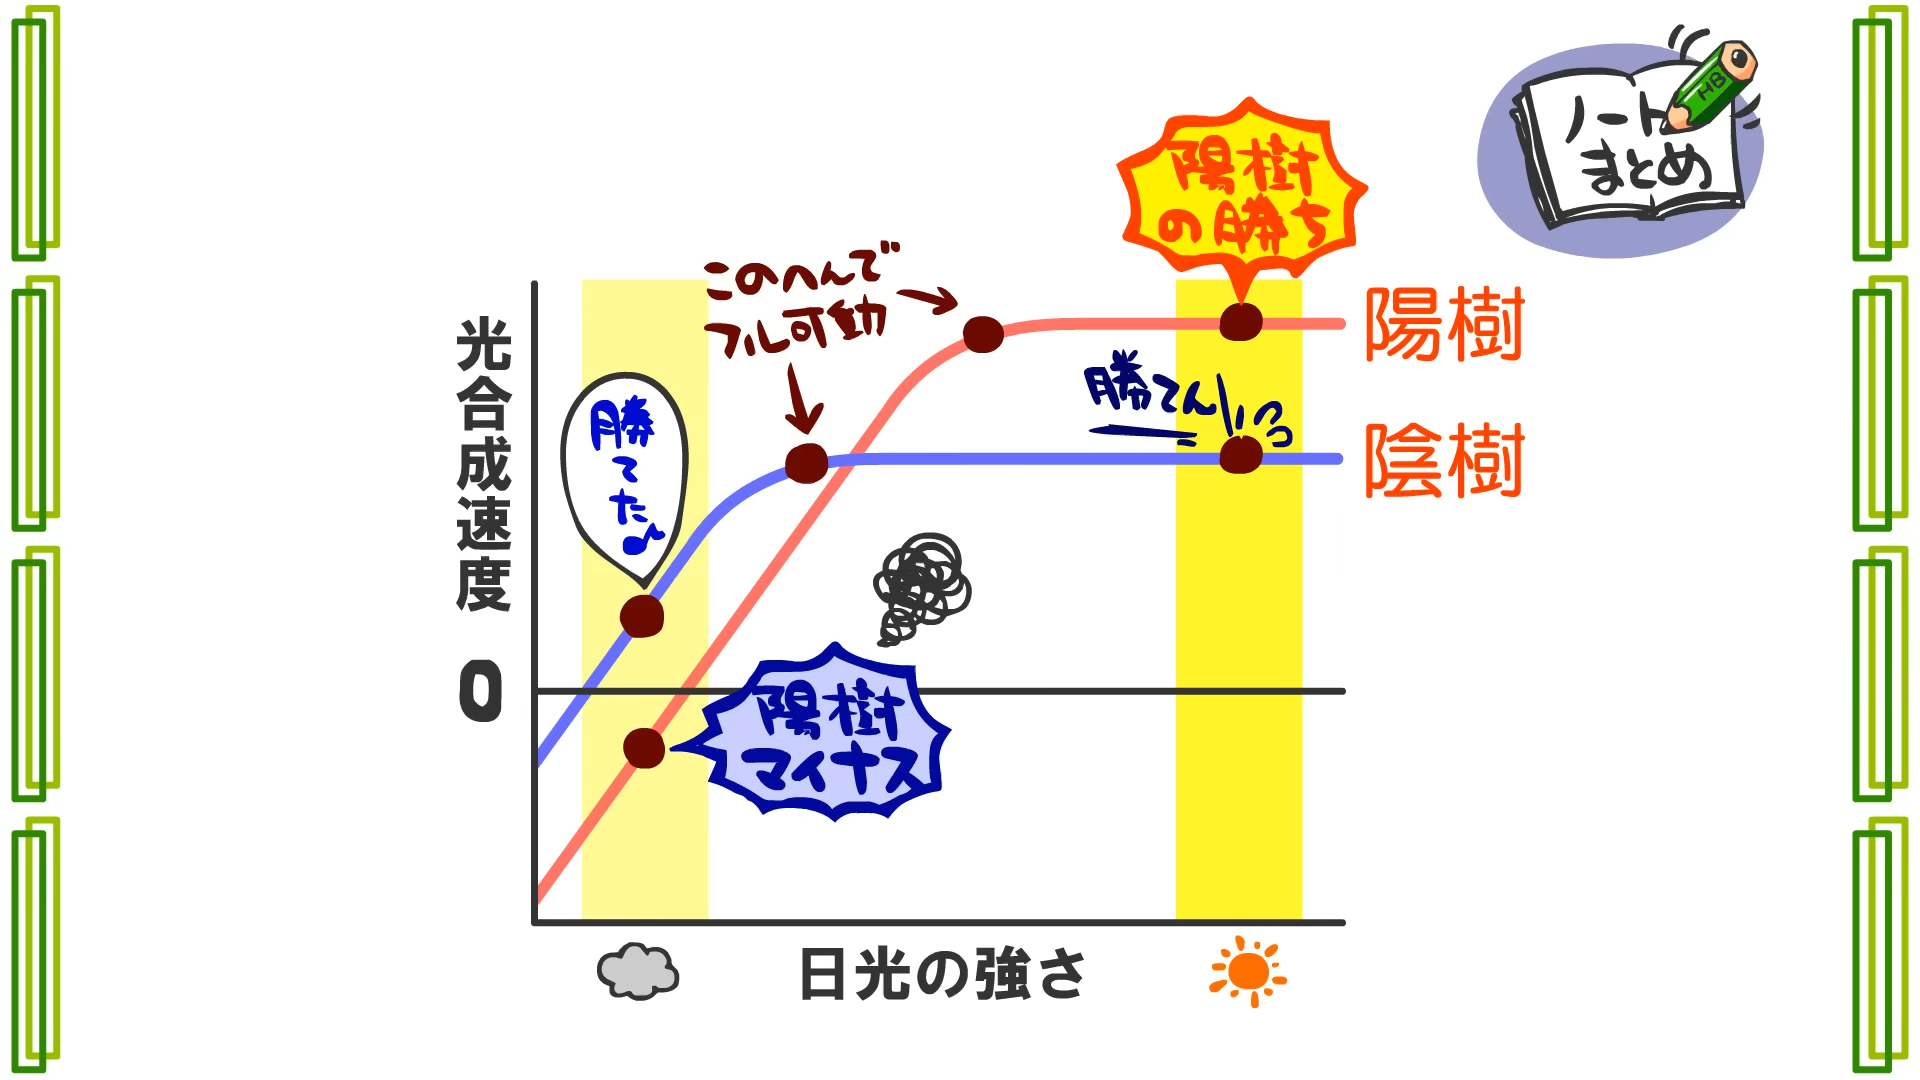 ノート
まとめ
HB
陽樹
の勝ち
このへんで
フル可動
陽樹
勝てん
陰樹
勝
て
た
光合成速度
0
陽樹
マイナス
日光の強さ